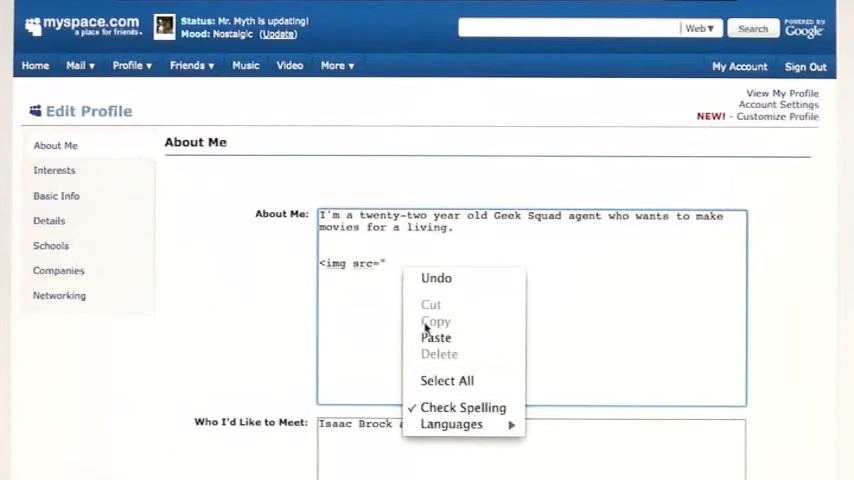 myspace.com
a place for friends.
Status: Mr. Myth is updating!
Mood: Nostalgic (Update)
Web▼
Search
POWERED BY
Google
Home
Mail ▼
Profile ▼
Friends ▼
Music
Video
More ▼
My Account
Sign Out
Edit Profile
View My Profile
Account Settings
NEW! - Customize Profile
About Me
Interests
Basic Info
Details
Schools
Companies
Networking
About Me
About Me:
I'm a twenty-two year old Geek Squad agent who wants to make
movies for a living.
<img src="
Undo
Cut
Copy
Paste
Delete
Select All
✓ Check Spelling
Languages ▶
Who I'd Like to Meet:
Isaac Brock